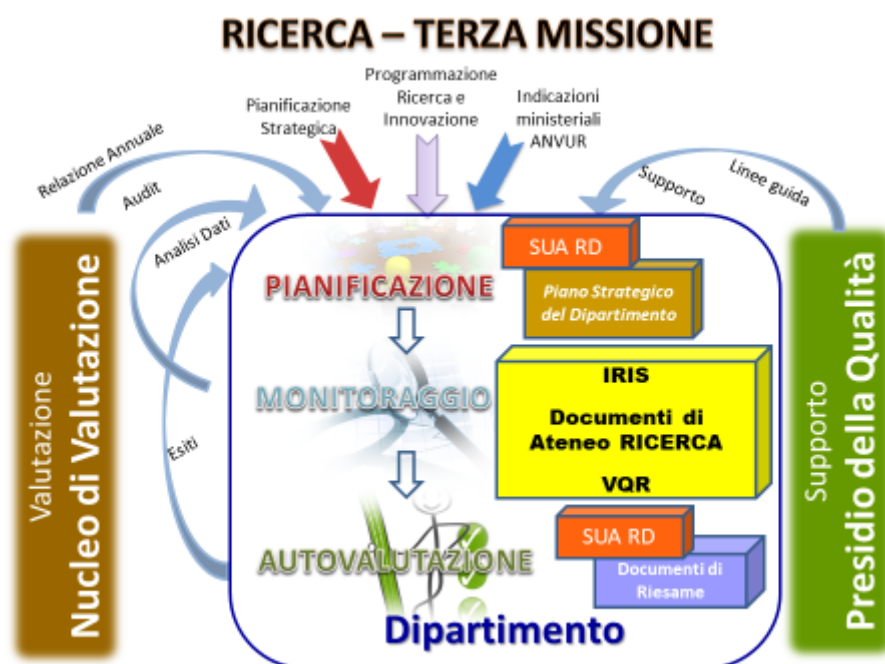 RICERCA – TERZA MISSIONE
Pianificazione
Strategica
Programmazione
Ricerca e
Innovazione
Indicazioni
ministeriali
ANVUR
Relazione Annuale
Audit
Analisi Dati
Esiti
Supporto
Linee guida
Valutazione
Nucleo di Valutazione
PIANIFICAZIONE
SUA RD
Piano Strategico
del Dipartimento
MONITORAGGIO
IRIS
Documenti di
Ateneo RICERCA
VQR
AUTOVALUTAZIONE
SUA RD
Documenti di
Riesame
Dipartimento
Supporto
Presidio della Qualità